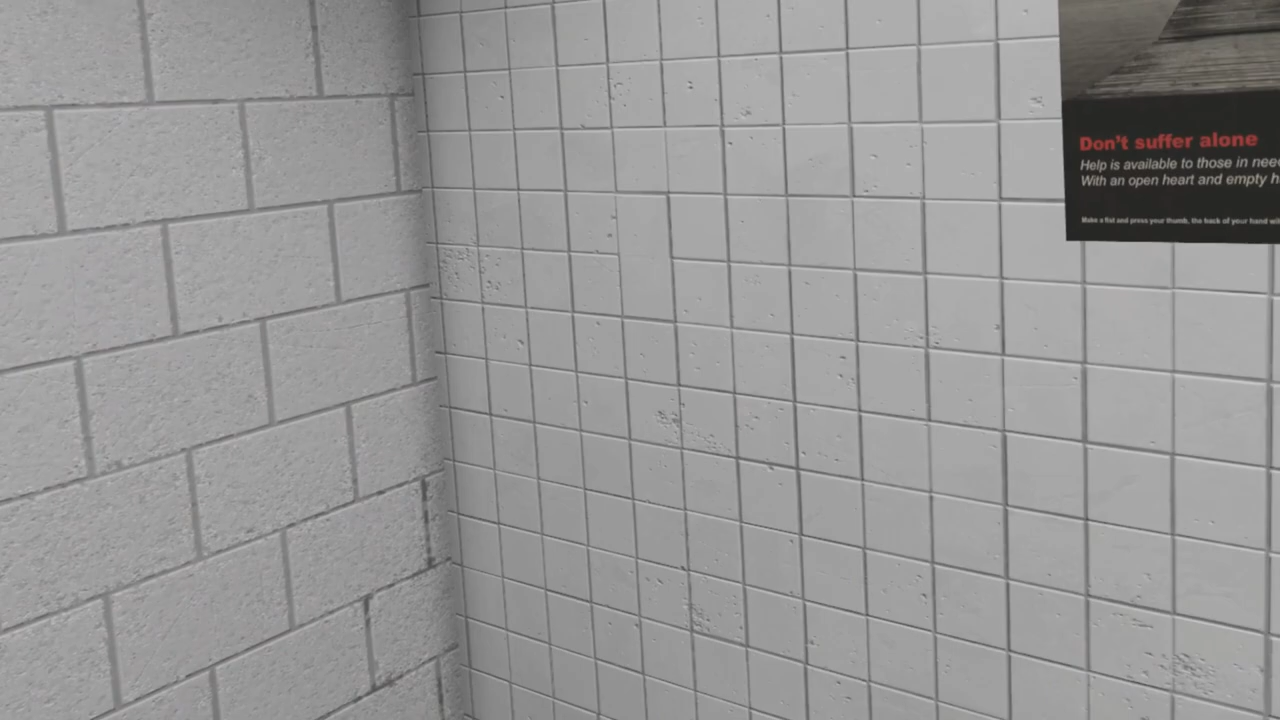 Don't suffer alone
Help is available to those in nee
With an open heart and empty h
Make a fist and press your thumb, the back of your hand wil